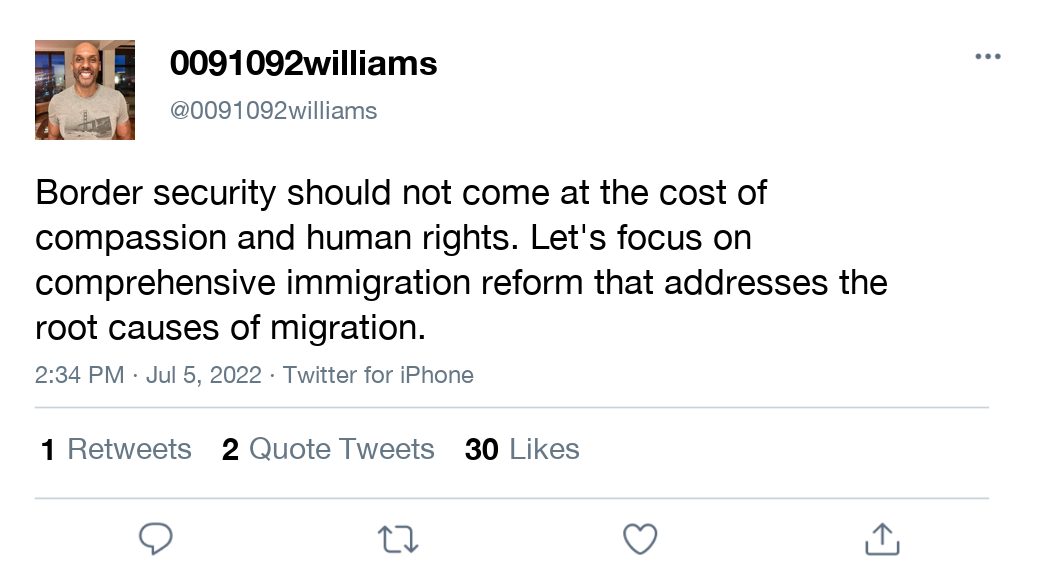 0091092williams
@0091092williams
Border security should not come at the cost of
compassion and human rights. Let's focus on
comprehensive immigration reform that addresses the
root causes of migration.
2:34 PM · Jul 5, 2022 · Twitter for iPhone
1 Retweets 2 Quote Tweets 30 Likes